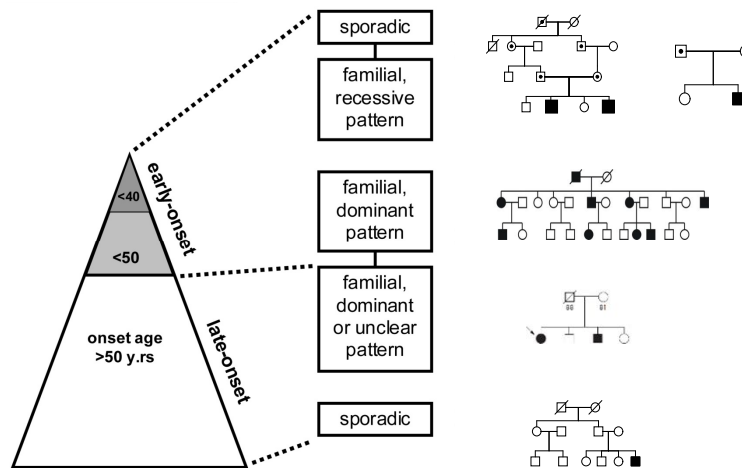 sporadic
familial,
recessive
pattern
early-onset
<40
<50
familial,
dominant
pattern
familial,
dominant
or unclear
pattern
late-onset
onset age
>50 y.rs
sporadic